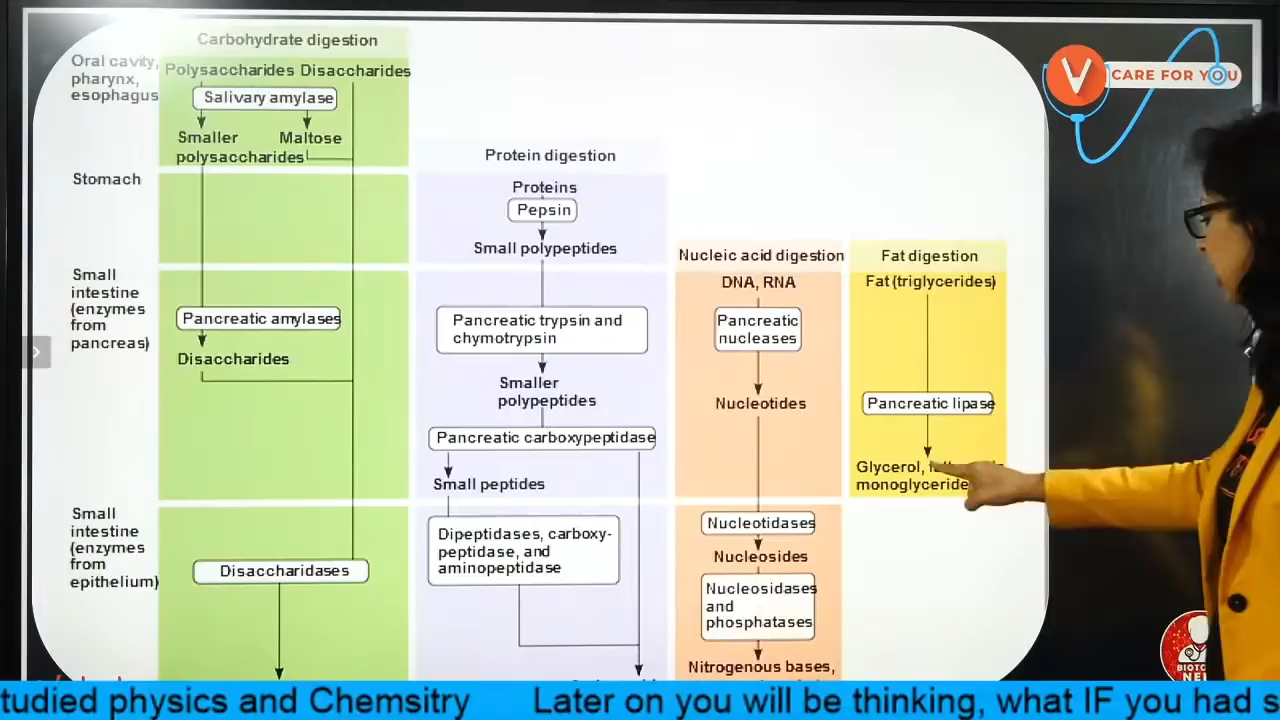 Carbohydrate digestion
Oral cavity,
pharynx,
esophagus
Polysaccharides Disaccharides
Salivary amylase
Smaller
polysaccharides
Maltose
Stomach
Protein digestion
Proteins
Pepsin
Small polypeptides
Small
intestine
(enzymes
from
pancreas)
Pancreatic amylases
Disaccharides
Pancreatic trypsin and
chymotrypsin
Smaller
polypeptides
Pancreatic carboxypeptidase
Small peptides
Nucleic acid digestion
DNA, RNA
Pancreatic
nucleases
Nucleotides
Fat digestion
Fat (triglycerides)
Pancreatic lipase
Glycerol,
monoglyceride
Small
intestine
(enzymes
from
epithelium)
Disaccharidases
Dipeptidases, carboxy-
peptidase, and
aminopeptidase
Nucleotidases
Nucleosides
Nucleosidases
and
phosphatases
Nitrogenous bases,
V CARE FOR YOU
BIOTC
NE
tudied physics and Chemsitry Later on you will be thinking, what IF you had s